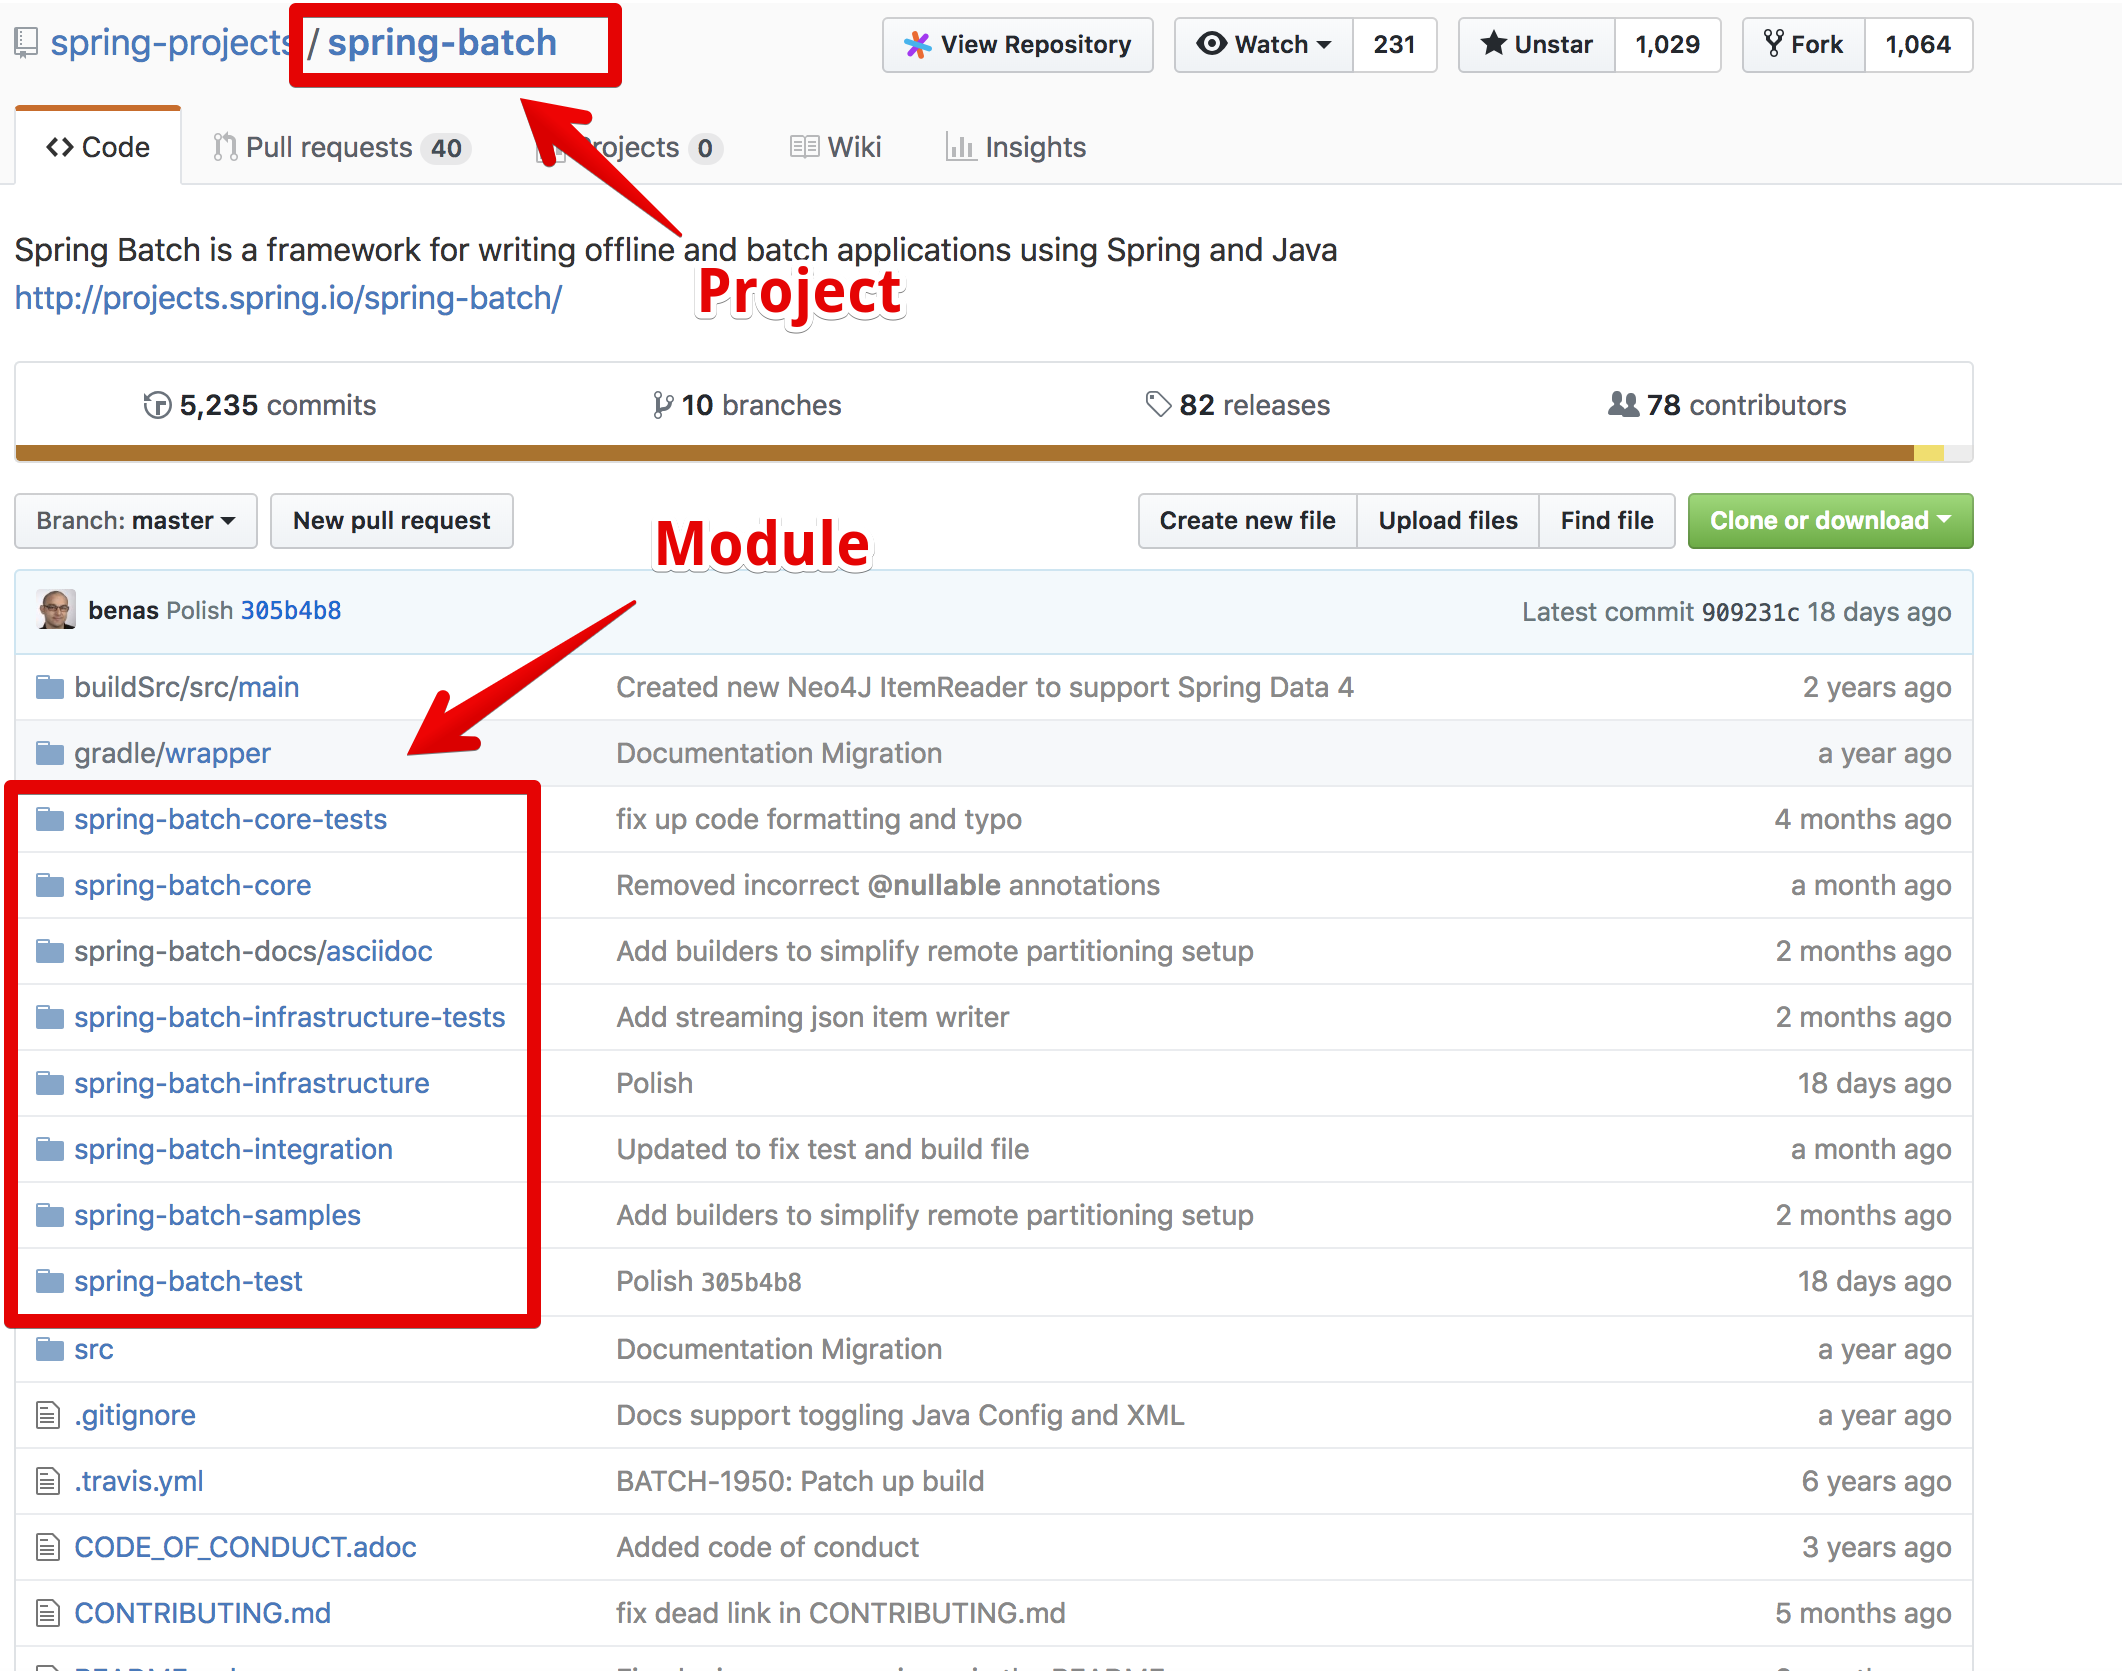 spring-projects / spring-batch
View Repository Watch 231 Unstar 1,029 Fork 1,064
Code Pull requests 40 rojects 0 Wiki Insights
Spring Batch is a framework for writing offline and batch applications using Spring and Java
http://projects.spring.io/spring-batch/
Project
5,235 commits 10 branches 82 releases 78 contributors
Branch: master New pull request Create new file Upload files Find file Clone or download
Module
benas Polish 305b4b8 Latest commit 909231c 18 days ago
buildSrc/src/main Created new Neo4J ItemReader to support Spring Data 4 2 years ago
gradle/wrapper Documentation Migration a year ago
spring-batch-core-tests fix up code formatting and typo 4 months ago
spring-batch-core Removed incorrect @nullable annotations a month ago
spring-batch-docs/asciidoc Add builders to simplify remote partitioning setup 2 months ago
spring-batch-infrastructure-tests Add streaming json item writer 2 months ago
spring-batch-infrastructure Polish 18 days ago
spring-batch-integration Updated to fix test and build file a month ago
spring-batch-samples Add builders to simplify remote partitioning setup 2 months ago
spring-batch-test Polish 305b4b8 18 days ago
src Documentation Migration a year ago
.gitignore Docs support toggling Java Config and XML a year ago
.travis.yml BATCH-1950: Patch up build 6 years ago
CODE_OF_CONDUCT.adoc Added code of conduct 3 years ago
CONTRIBUTING.md fix dead link in CONTRIBUTING.md 5 months ago